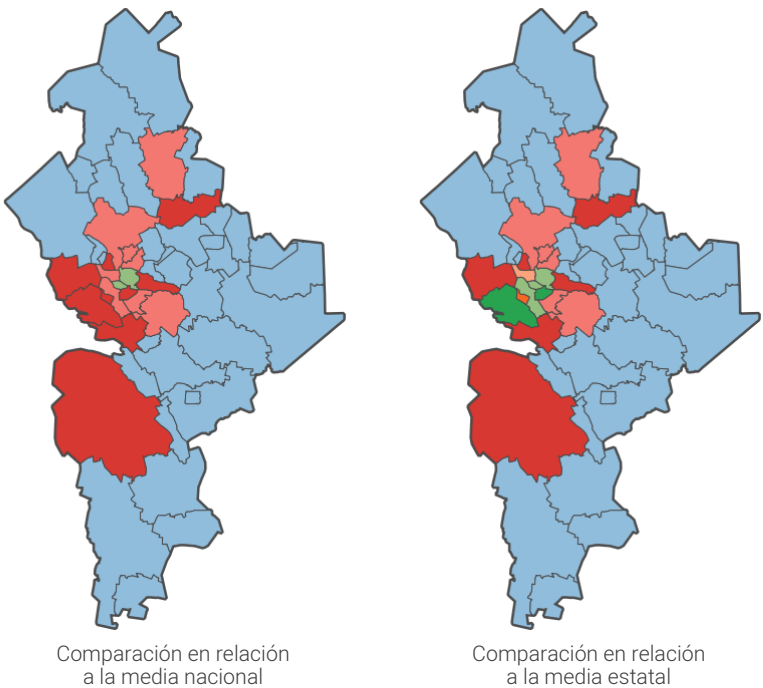 Comparación en relación
a la media nacional
Comparación en relación
a la media estatal